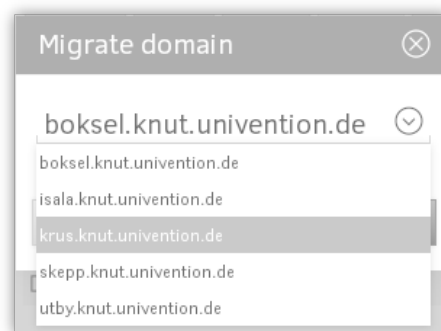 Migrate domain
boksel.knut.univention.de
boksel.knut.univention.de
isala.knut.univention.de
krus.knut.univention.de
skepp.knut.univention.de
utby.knut.univention.de